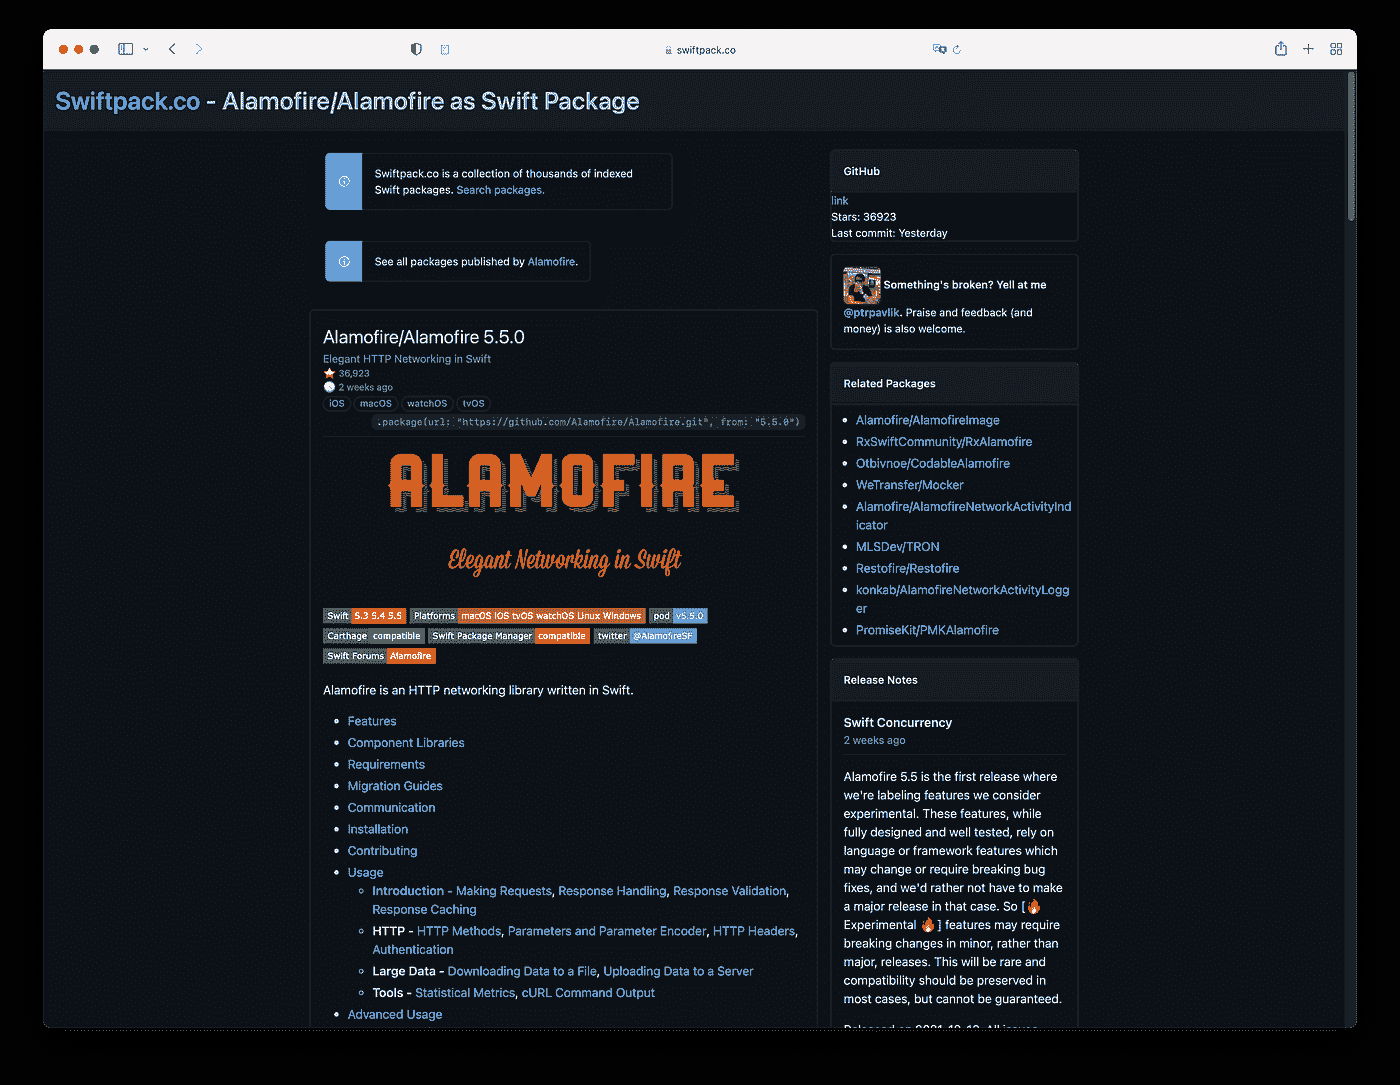 swiftpack.co
Swiftpack.co - Alamofire/Alamofire as Swift Package
Swiftpack.co is a collection of thousands of indexed
Swift packages. Search packages.
See all packages published by Alamofire.
Alamofire/Alamofire 5.5.0
Elegant HTTP Networking in Swift
36,923
2 weeks ago
iOS macOS watchOS tvOS
.package(url: "https://github.com/Alamofire/Alamofire.git", from: "5.5.0")
ALAMOFIRE
Elegant Networking in Swift
Swift 5.3 5.4 5.5 Platforms macOS iOS tvOS watchOS Linux Windows pod v5.5.0
Carthage compatible Swift Package Manager compatible twitter @AlamofireSF
Swift Forums Alamofire
Alamofire is an HTTP networking library written in Swift.
Features
Component Libraries
Requirements
Migration Guides
Communication
Installation
Contributing
Usage
Introduction - Making Requests, Response Handling, Response Validation,
Response Caching
HTTP - HTTP Methods, Parameters and Parameter Encoder, HTTP Headers,
Authentication
Large Data - Downloading Data to a File, Uploading Data to a Server
Tools - Statistical Metrics, cURL Command Output
Advanced Usage
GitHub
link
Stars: 36923
Last commit: Yesterday
Something's broken? Yell at me
@ptrpavlik. Praise and feedback (and
money) is also welcome.
Related Packages
Alamofire/AlamofireImage
RxSwiftCommunity/RxAlamofire
Otbivnoe/CodableAlamofire
WeTransfer/Mocker
Alamofire/AlamofireNetworkActivityInd
icator
MLSDev/TRON
Restofire/Restofire
konkab/AlamofireNetworkActivityLogg
er
PromiseKit/PMKAlamofire
Release Notes
Swift Concurrency
2 weeks ago
Alamofire 5.5 is the first release where
we're labeling features we consider
experimental. These features, while
fully designed and well tested, rely on
language or framework features which
may change or require breaking bug
fixes, and we'd rather not have to make
a major release in that case. So [🔥
Experimental 🔥] features may require
breaking changes in minor, rather than
major, releases. This will be rare and
compatibility should be preserved in
most cases, but cannot be guaranteed.